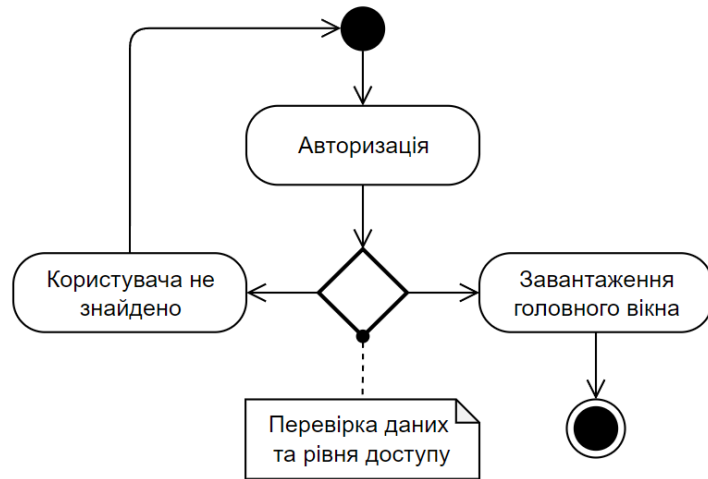 Авторизація
Користувача не
знайдено
Завантаження
головного вікна
Перевірка даних
та рівня доступу